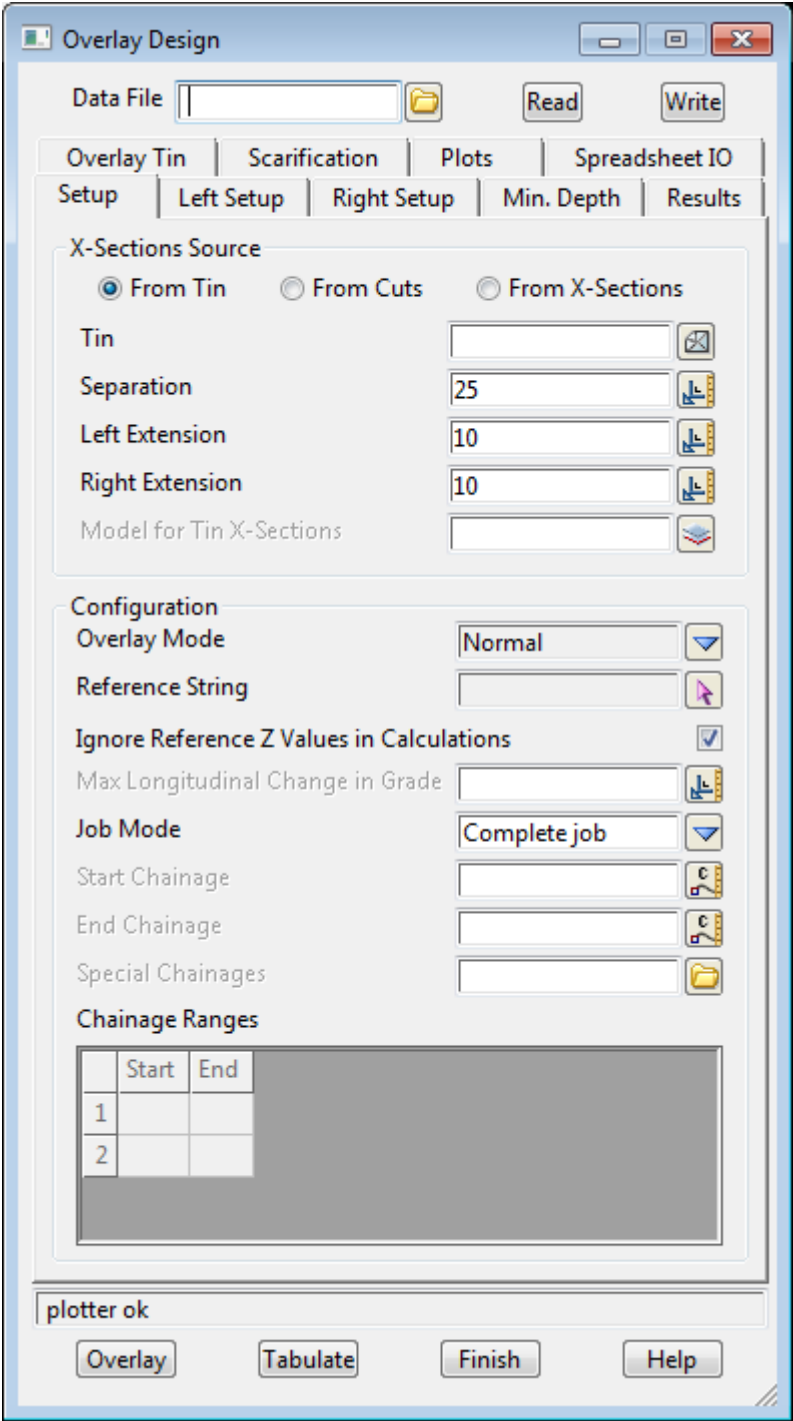 Overlay Design
Data File Read Write
Overlay Tin Scarification Plots Spreadsheet IO
Setup Left Setup Right Setup Min. Depth Results
X-Sections Source
From Tin From Cuts From X-Sections
Tin
Separation 25
Left Extension 10
Right Extension 10
Model for Tin X-Sections
Configuration
Overlay Mode Normal
Reference String
Ignore Reference Z Values in Calculations
Max Longitudinal Change in Grade
Job Mode Complete job
Start Chainage C
End Chainage C
Special Chainages
Chainage Ranges
Start End
1
2
plotter ok
Overlay Tabulate Finish Help